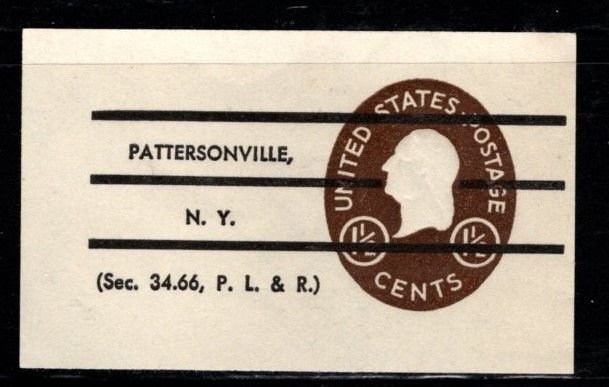 PATTERSONVILLE,
N. Y.
(Sec. 34.66, P. L. & R.)
UNITED STATES POSTAGE
1½ 1½
CENTS